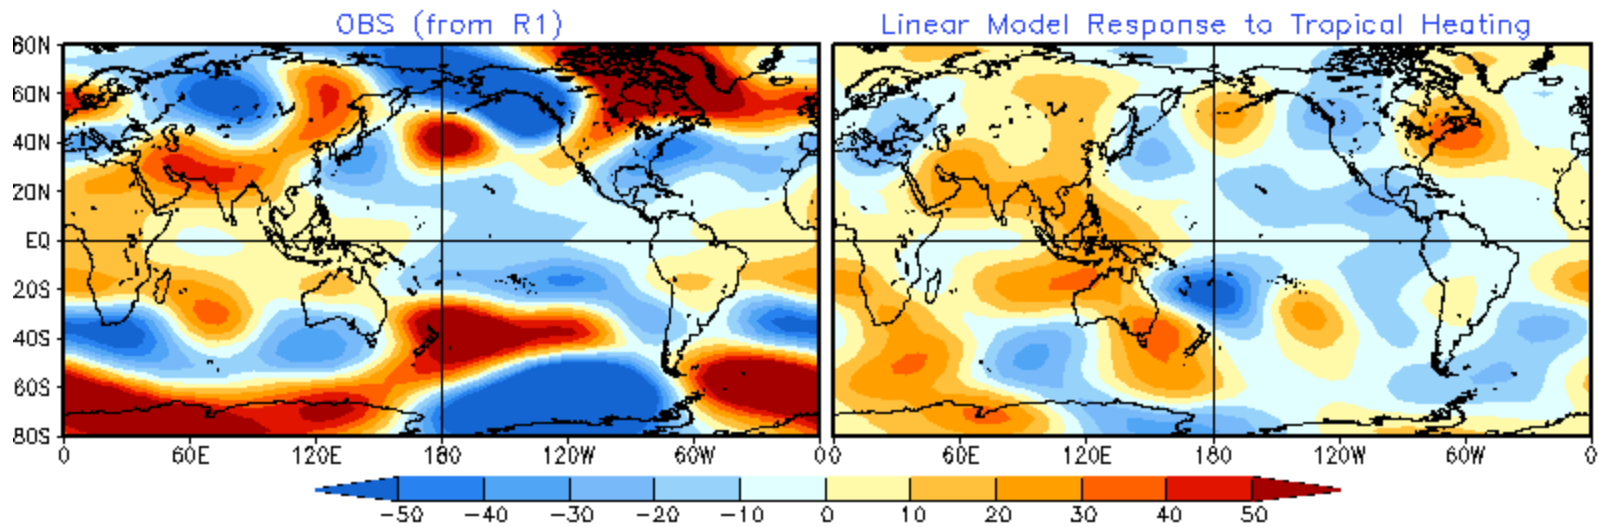 OBS (from R1)
Linear Model Response to Tropical Heating
80N
60N
40N
20N
EQ
20S
40S
60S
80S
0 60E 120E 180 120W 60W 0
0 60E 120E 180 120W 60W 0
-50 -40 -30 -20 -10 0 10 20 30 40 50